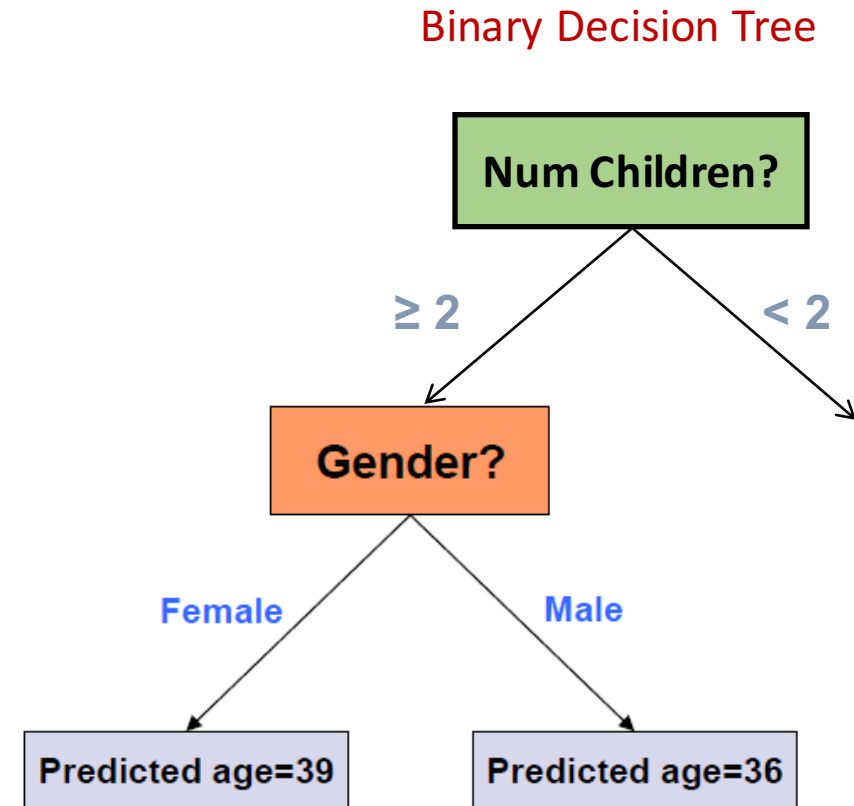 Binary Decision Tree
Num Children?
≥ 2
< 2
Gender?
Female
Male
Predicted age=39
Predicted age=36